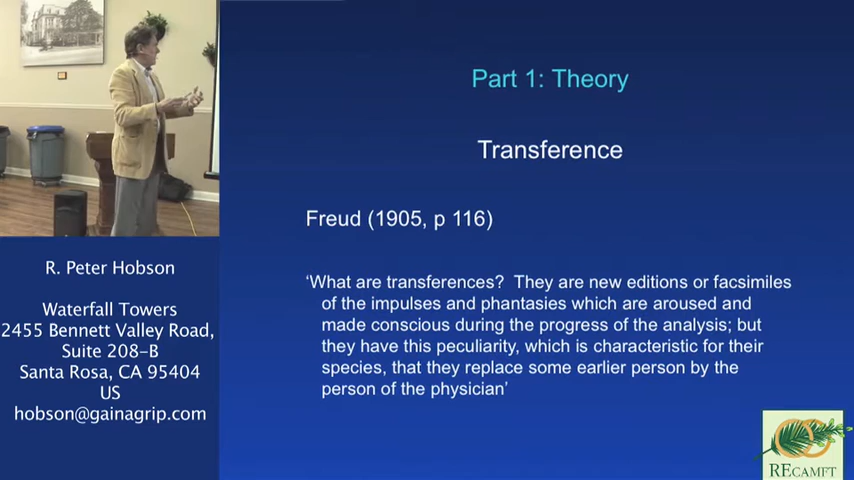 Part 1: Theory
Transference
Freud (1905, p 116)
‘What are transferences?  They are new editions or facsimiles
of the impulses and phantasies which are aroused and
made conscious during the progress of the analysis; but
they have this peculiarity, which is characteristic for their
species, that they replace some earlier person by the
person of the physician’
R. Peter Hobson
Waterfall Towers
2455 Bennett Valley Road,
Suite 208-B
Santa Rosa, CA 95404
US
hobson@gainagrip.com
RECAMFT